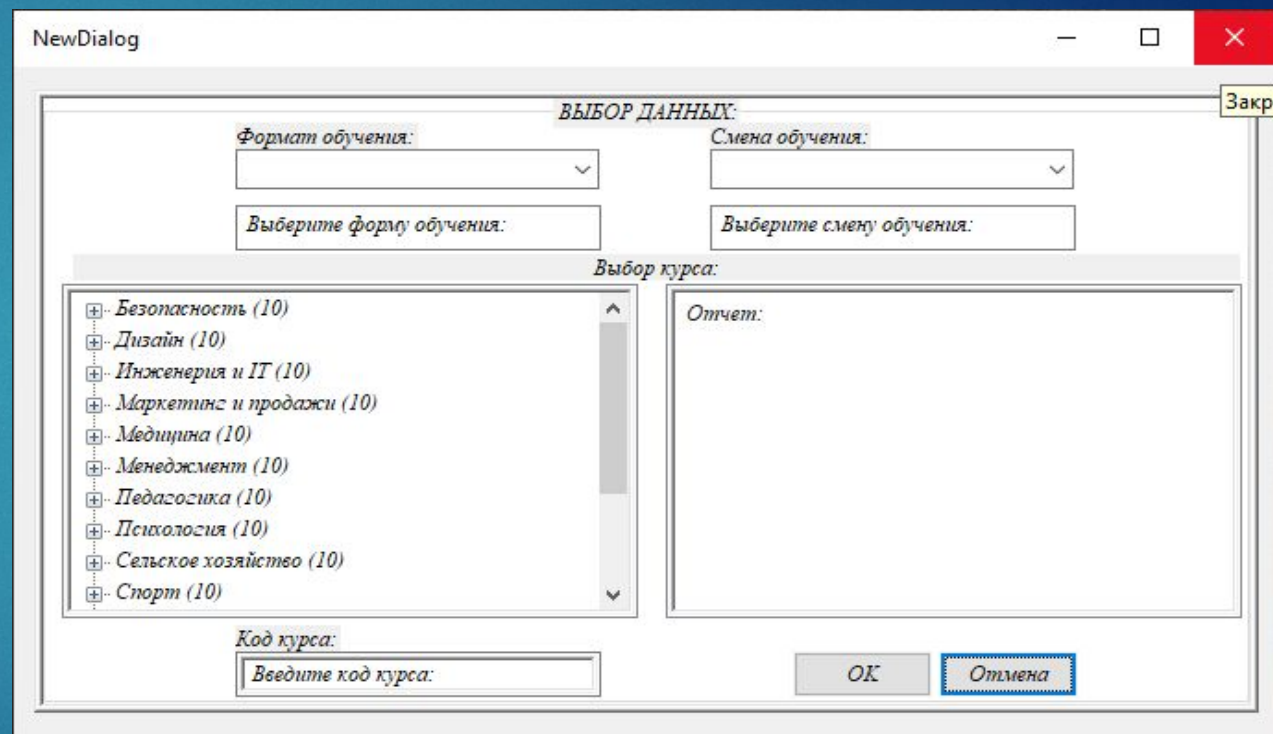 NewDialog
Закр
ВЫБОР ДАННЫХ:
Формат обучения:
Смена обучения:
Выберите форму обучения:
Выберите смену обучения:
Выбор курса:
Безопасность (10)
Дизайн (10)
Инженерия и IT (10)
Маркетинг и продажи (10)
Медицина (10)
Менеджмент (10)
Педагогика (10)
Психология (10)
Сельское хозяйство (10)
Спорт (10)
Отчет:
Код курса:
Введите код курса:
OK
Отмена